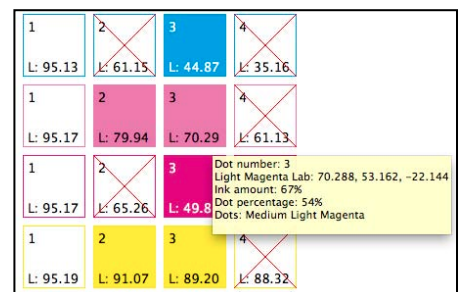 1 2 3 4
L: 95.13 L: 61.15 L: 44.87 L: 35.16
1 2 3 4
L: 95.17 L: 79.94 L: 70.29 L: 61.13
1 2 3
Dot number: 3
Light Magenta Lab: 70.288, 53.162, -22.144
Ink amount: 67%
Dot percentage: 54%
Dots: Medium Light Magenta
L: 95.17 L: 65.26 L: 49.8
1 2 3 4
L: 95.19 L: 91.07 L: 89.20 L: 88.32